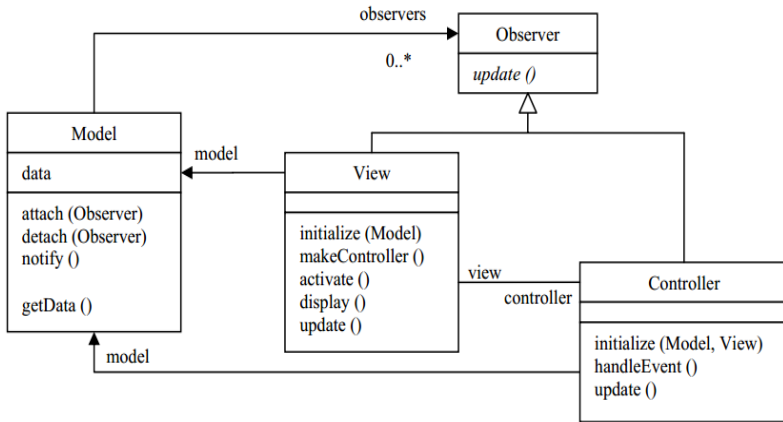 observers
0..*
Observer
update ()
Model
data
attach (Observer)
detach (Observer)
notify ()
getData ()
model
View
initialize (Model)
makeController ()
activate ()
display ()
update ()
view
controller
Controller
initialize (Model, View)
handleEvent ()
update ()
model